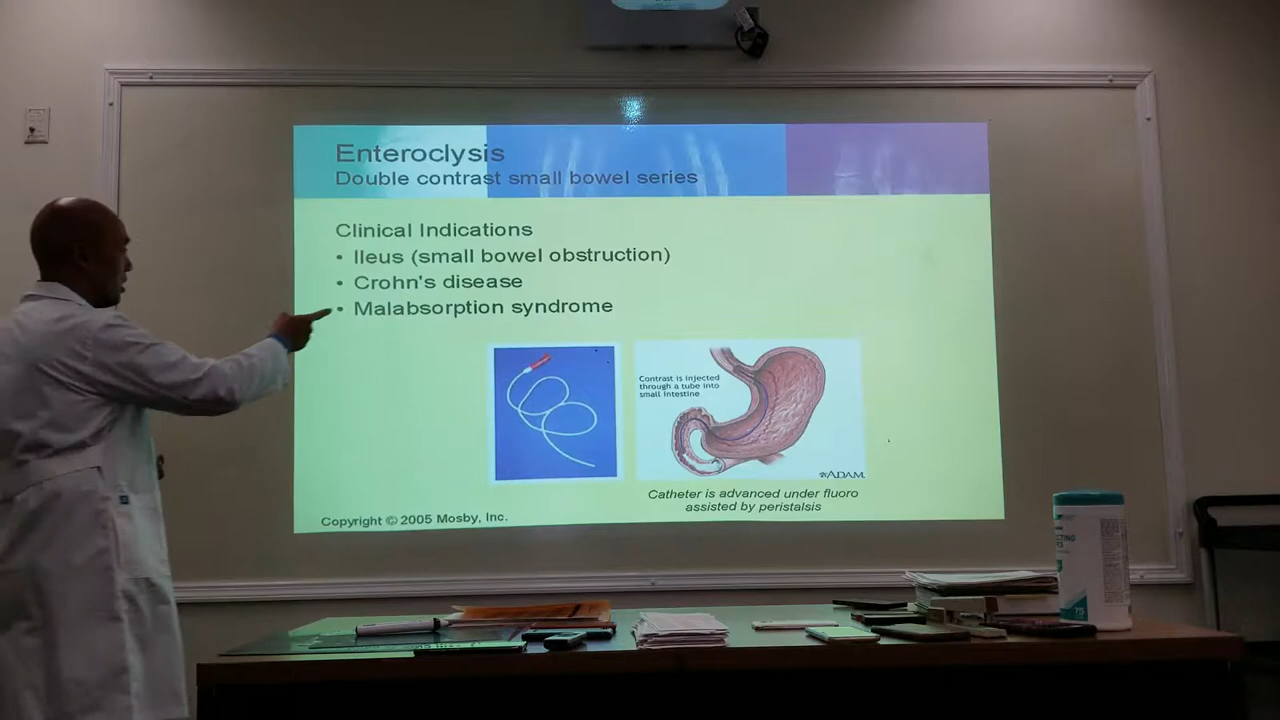 Enteroclysis
Double contrast small bowel series
Clinical Indications
• Ileus (small bowel obstruction)
• Crohn's disease
• Malabsorption syndrome
Contrast is injected
through a tube into
small intestine
ADAM.
Catheter is advanced under fluoro
assisted by peristalsis
Copyright © 2005 Mosby, Inc.
75